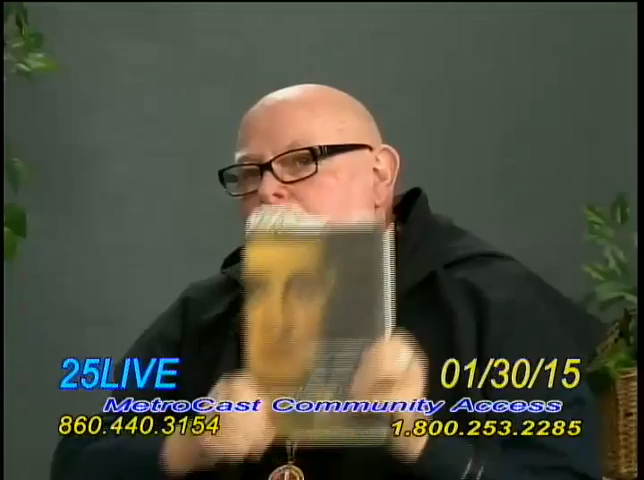 25LIVE 01/30/15
MetroCast Community Access
860.440.3154 1.800.253.2285